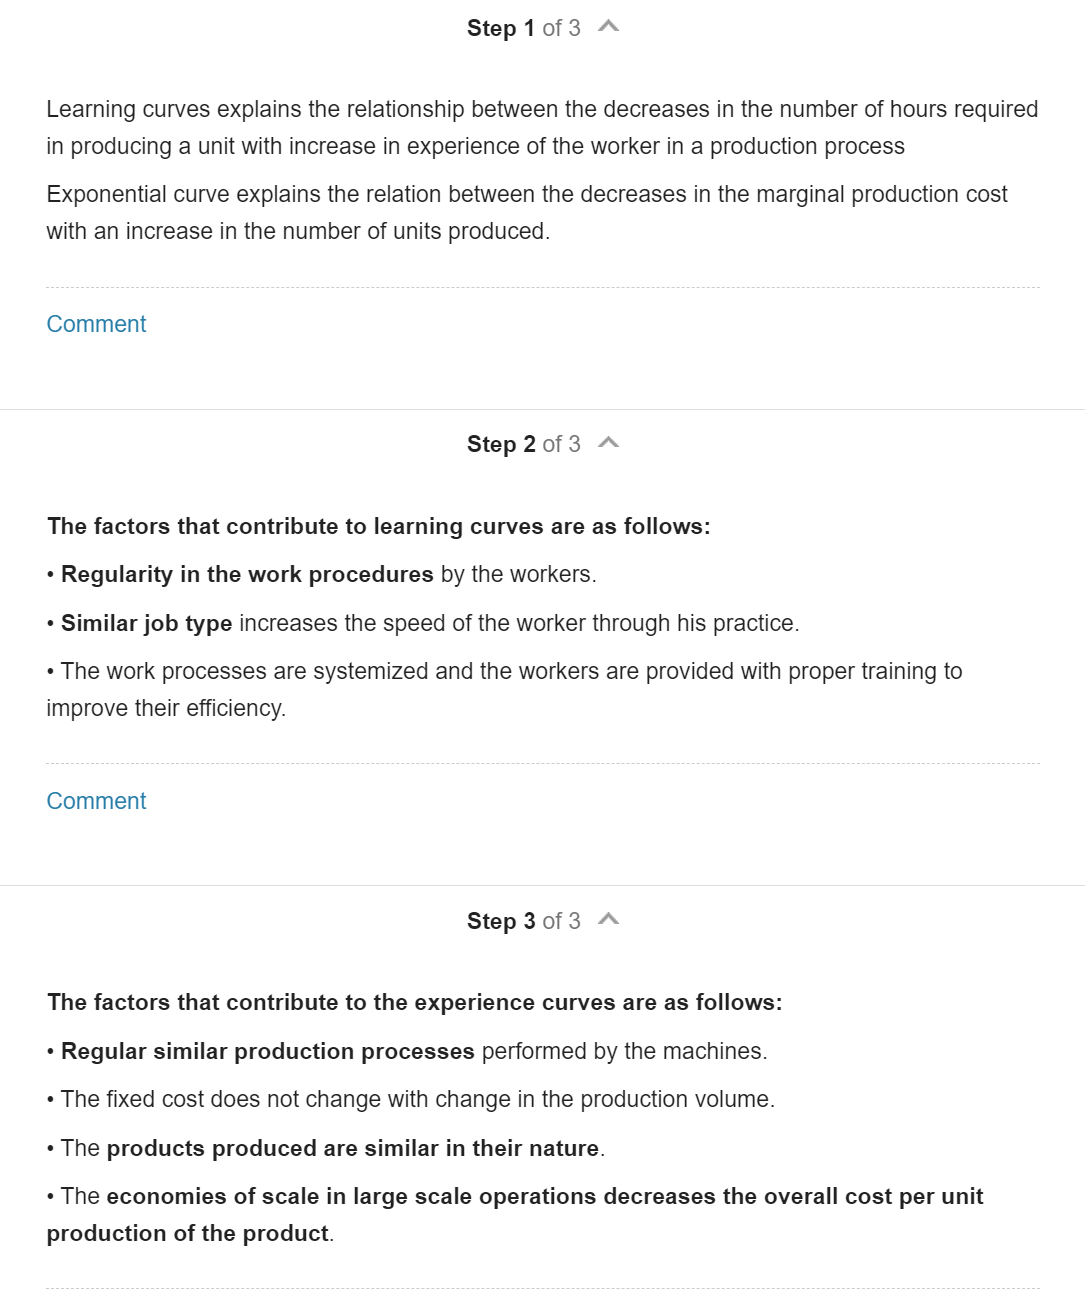 Step 1 of 3
Learning curves explains the relationship between the decreases in the number of hours required
in producing a unit with increase in experience of the worker in a production process
Exponential curve explains the relation between the decreases in the marginal production cost
with an increase in the number of units produced.
Comment
Step 2 of 3
The factors that contribute to learning curves are as follows:
• Regularity in the work procedures by the workers.
• Similar job type increases the speed of the worker through his practice.
• The work processes are systemized and the workers are provided with proper training to
improve their efficiency.
Comment
Step 3 of 3
The factors that contribute to the experience curves are as follows:
• Regular similar production processes performed by the machines.
• The fixed cost does not change with change in the production volume.
• The products produced are similar in their nature.
• The economies of scale in large scale operations decreases the overall cost per unit
production of the product.